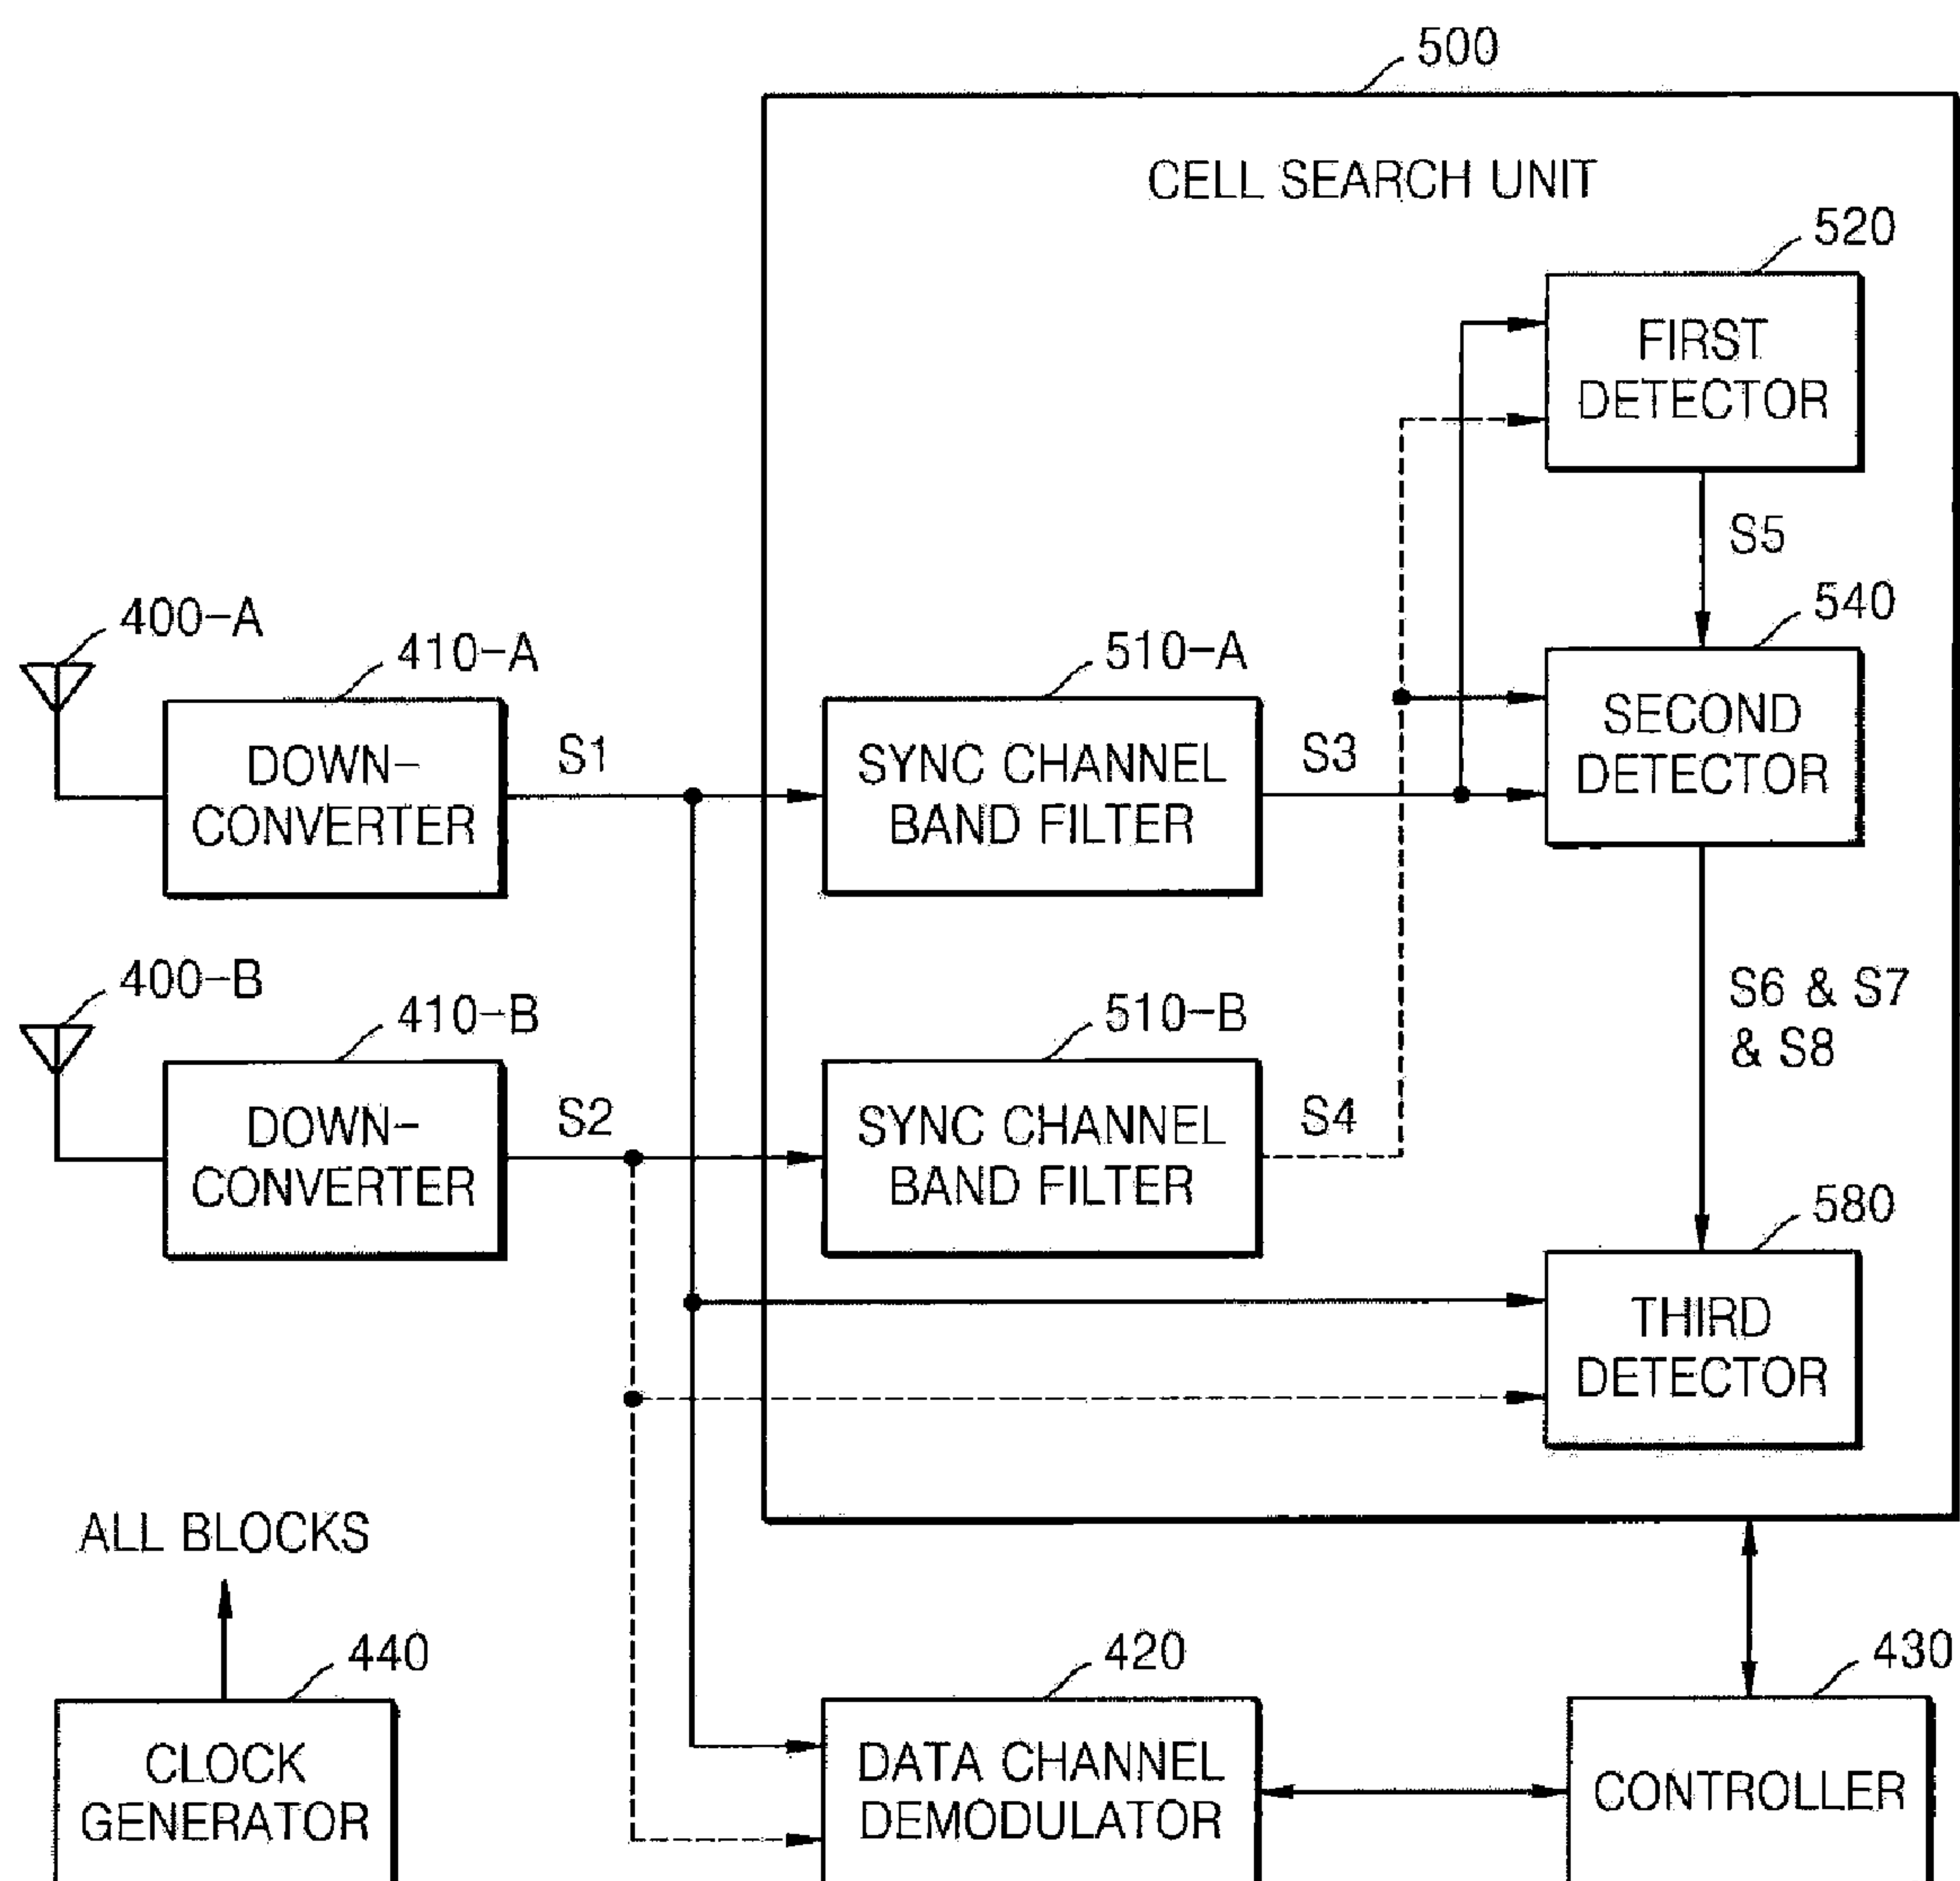 500
CELL SEARCH UNIT
520
FIRST
DETECTOR
S5
400-A
410-A
510-A
540
DOWN-
CONVERTER
S1
SYNC CHANNEL
BAND FILTER
S3
SECOND
DETECTOR
400-B
410-B
510-B
S6 & S7
& S8
DOWN-
CONVERTER
S2
SYNC CHANNEL
BAND FILTER
S4
580
THIRD
DETECTOR
ALL BLOCKS
440
420
430
CLOCK
GENERATOR
DATA CHANNEL
DEMODULATOR
CONTROLLER